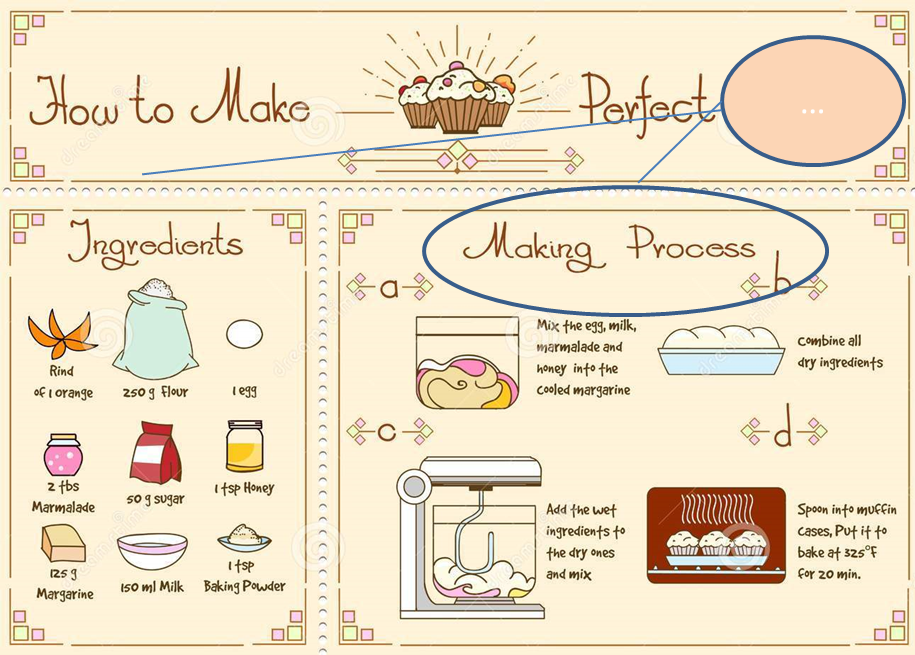 How to Make Perfect ...
Ingredients
Rind
of 1 orange
250 g flour
1 egg
2 tbs
Marmalade
50 g sugar
1 tsp Honey
125 g
Margarine
150 ml Milk
1 tsp
Baking Powder
Making Process
a
Mix the egg, milk,
marmalade and
honey into the
cooled margarine
b
Combine all
dry ingredients
c
Add the wet
ingredients to
the dry ones
and mix
d
Spoon into muffin
cases, Put it to
bake at 325°F
for 20 min.